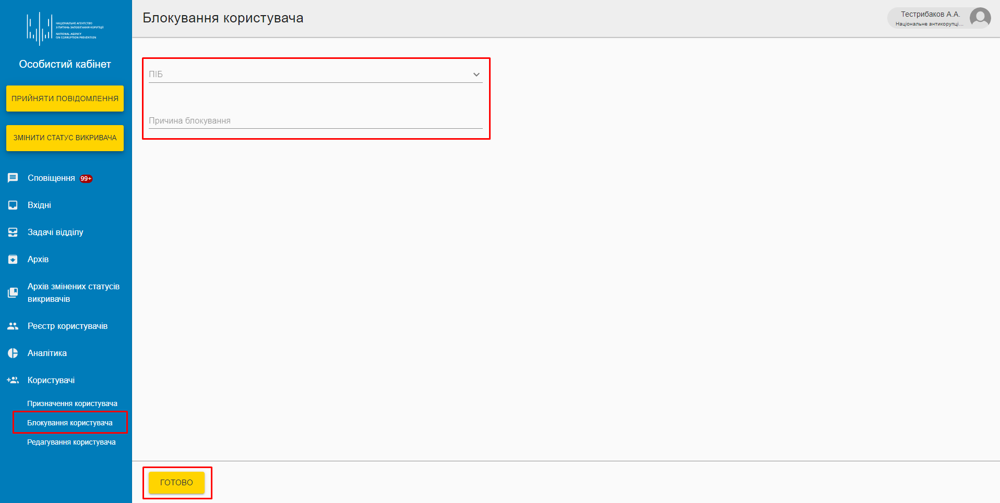 НАЦІОНАЛЬНЕ АГЕНТСТВО
З ПИТАНЬ ЗАПОБІГАННЯ КОРУПЦІЇ
NATIONAL AGENCY
ON CORRUPTION PREVENTION
Особистий кабінет
ПРИЙНЯТИ ПОВІДОМЛЕННЯ
ЗМІНИТИ СТАТУС ВИКРИВАЧА
Сповіщення 99+
Вхідні
Задачі відділу
Архів
Архів змінених статусів
викривачів
Реєстр користувачів
Аналітика
Користувачі
Призначення користувача
Блокування користувача
Редагування користувача
Блокування користувача
Тестрибаков А.А.
Національне антикорупці...
ПІБ
Причина блокування
ГОТОВО